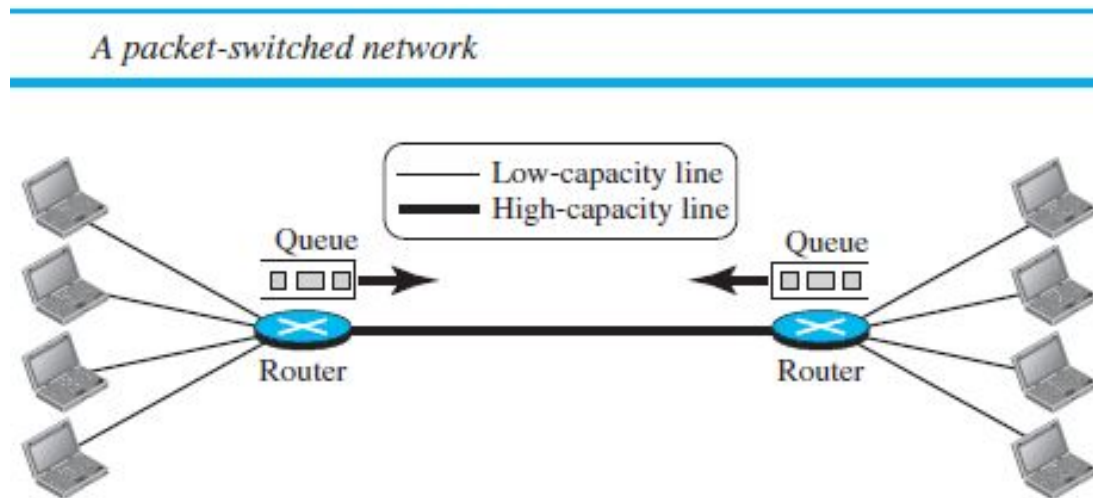 A packet-switched network
Low-capacity line
High-capacity line
Queue
Queue
Router
Router